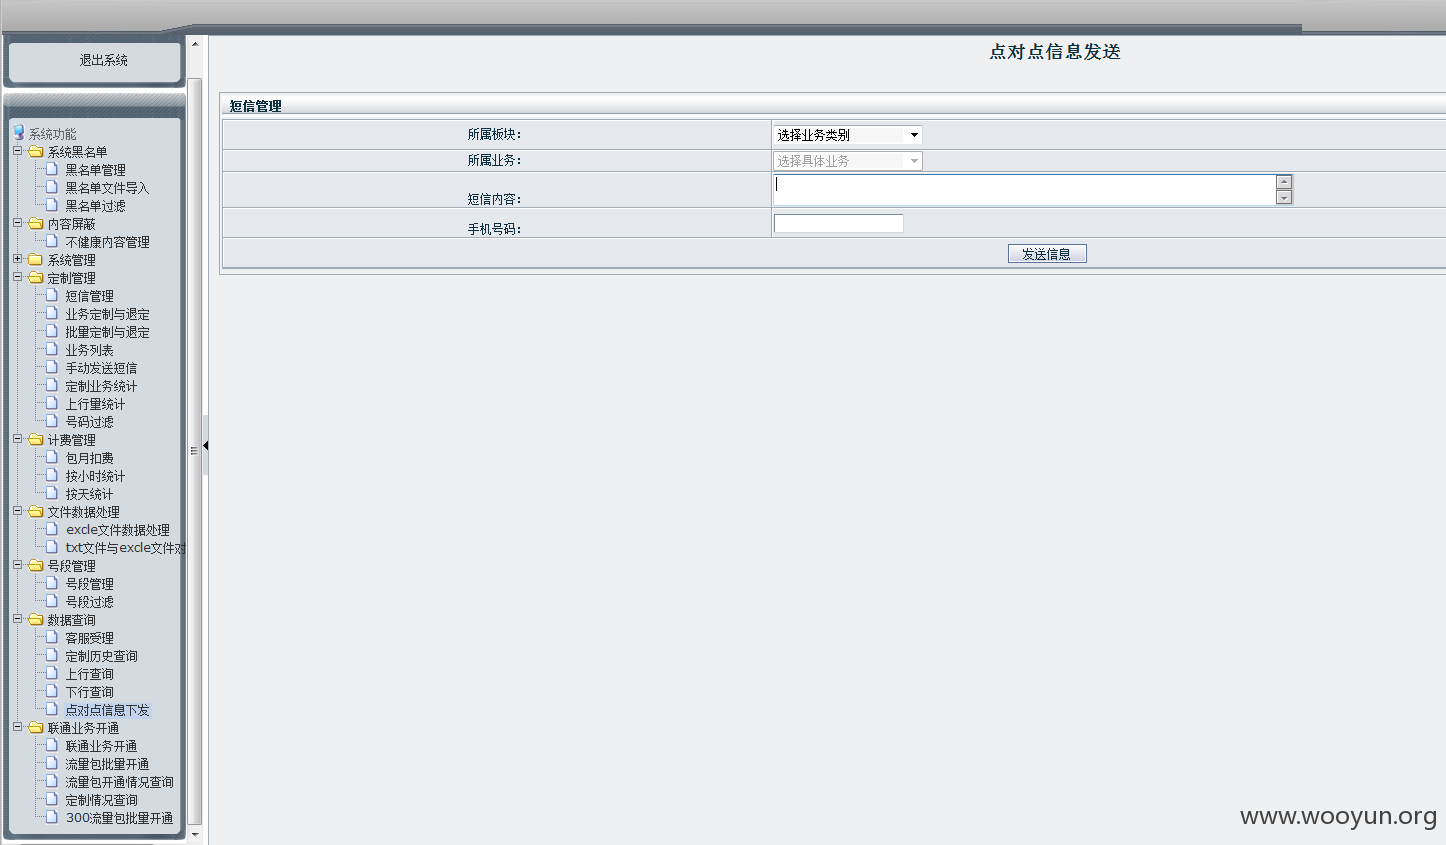 退出系统
系统功能
系统黑名单
黑名单管理
黑名单文件导入
黑名单过滤
内容屏蔽
不健康内容管理
系统管理
定制管理
短信管理
业务定制与退定
批量定制与退定
业务列表
手动发送短信
定制业务统计
上行量统计
号码过滤
计费管理
包月扣费
按小时统计
按天统计
文件数据处理
excle文件数据处理
txt文件与excle文件对
号段管理
号段管理
号段过滤
数据查询
客服受理
定制历史查询
上行查询
下行查询
点对点信息下发
联通业务开通
联通业务开通
流量包批量开通
流量包开通情况查询
定制情况查询
300流量包批量开通
点对点信息发送
短信管理
所属板块： 选择业务类别
所属业务： 选择具体业务
短信内容：
手机号码：
发送信息
www.wooyun.org